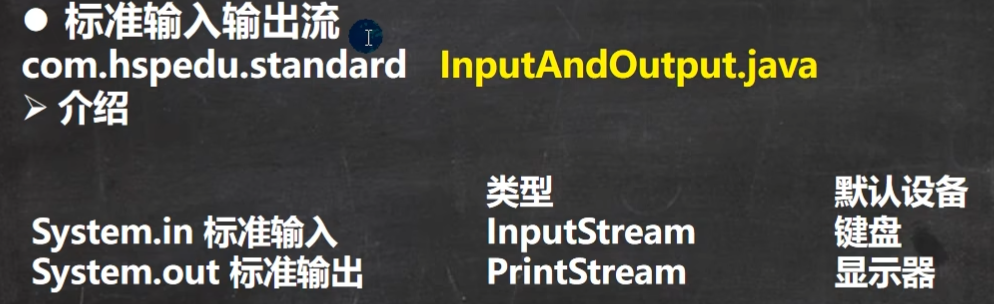 ● 标准输入输出流
com.hspedu.standard InputAndOutput.java
➢ 介绍
类型 默认设备
System.in 标准输入 InputStream 键盘
System.out 标准输出 PrintStream 显示器